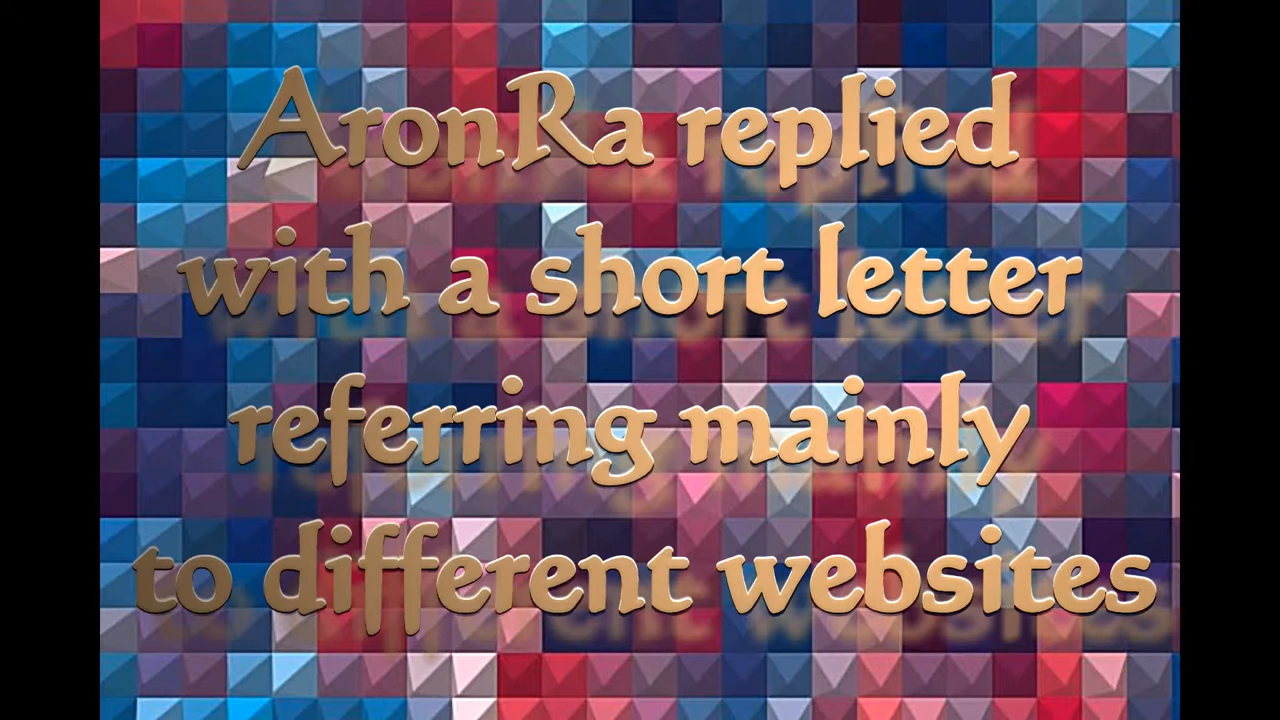 AronRa replied
with a short letter
referring mainly
to different websites